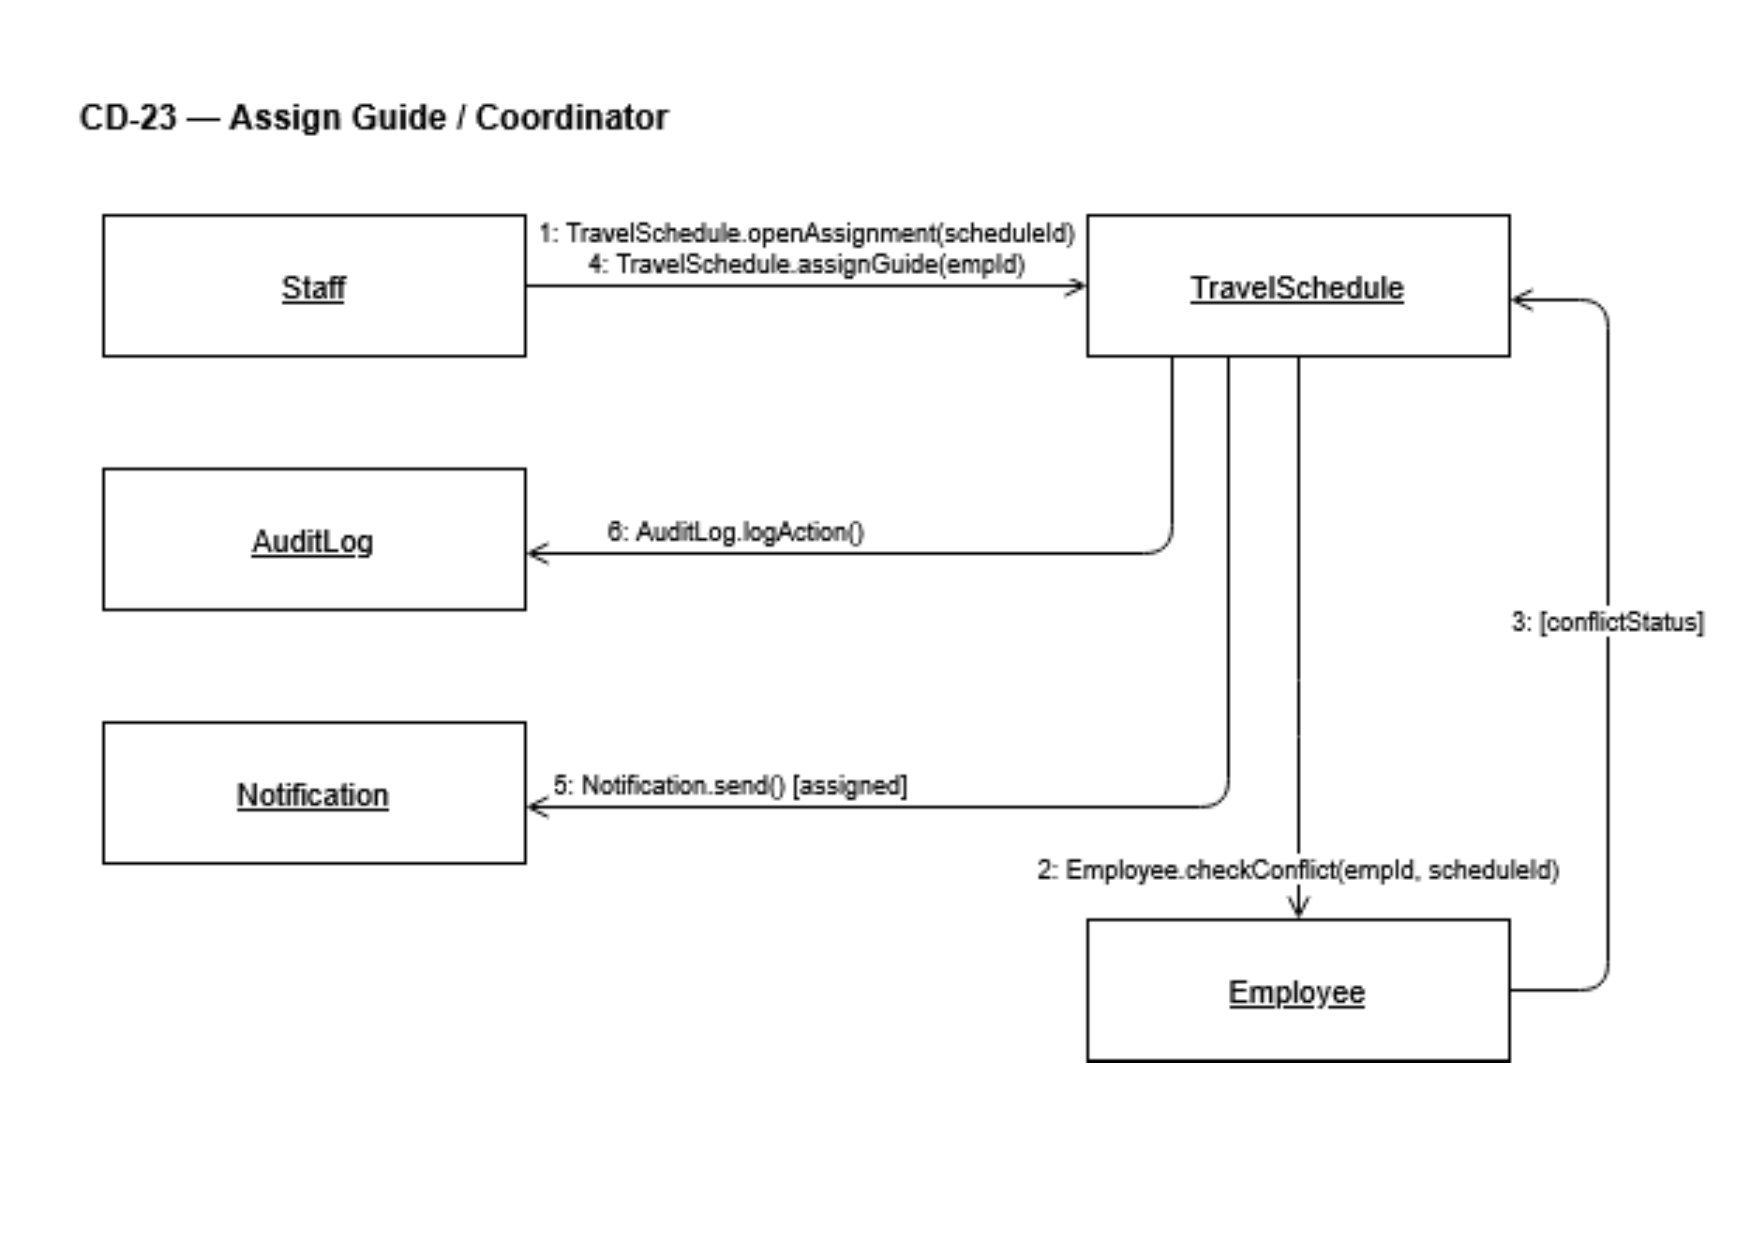 CD-23 — Assign Guide / Coordinator
1: TravelSchedule.openAssignment(scheduleId)
4: TravelSchedule.assignGuide(empId)
Staff
TravelSchedule
6: AuditLog.logAction()
AuditLog
3: [conflictStatus]
5: Notification.send() [assigned]
Notification
2: Employee.checkConflict(empId, scheduleId)
Employee